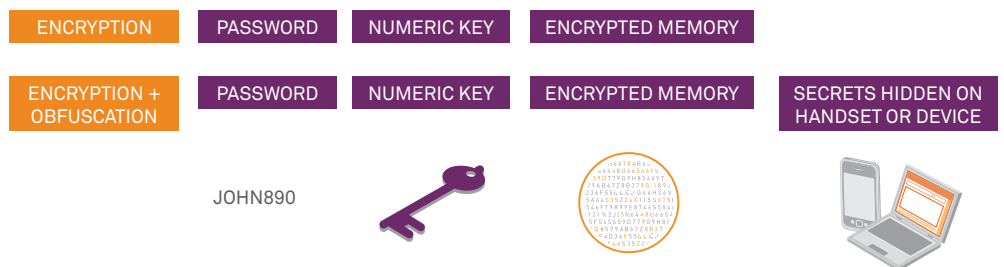 ENCRYPTION PASSWORD NUMERIC KEY ENCRYPTED MEMORY
ENCRYPTION + OBFUSCATION PASSWORD NUMERIC KEY ENCRYPTED MEMORY SECRETS HIDDEN ON HANDSET OR DEVICE
JOHN890